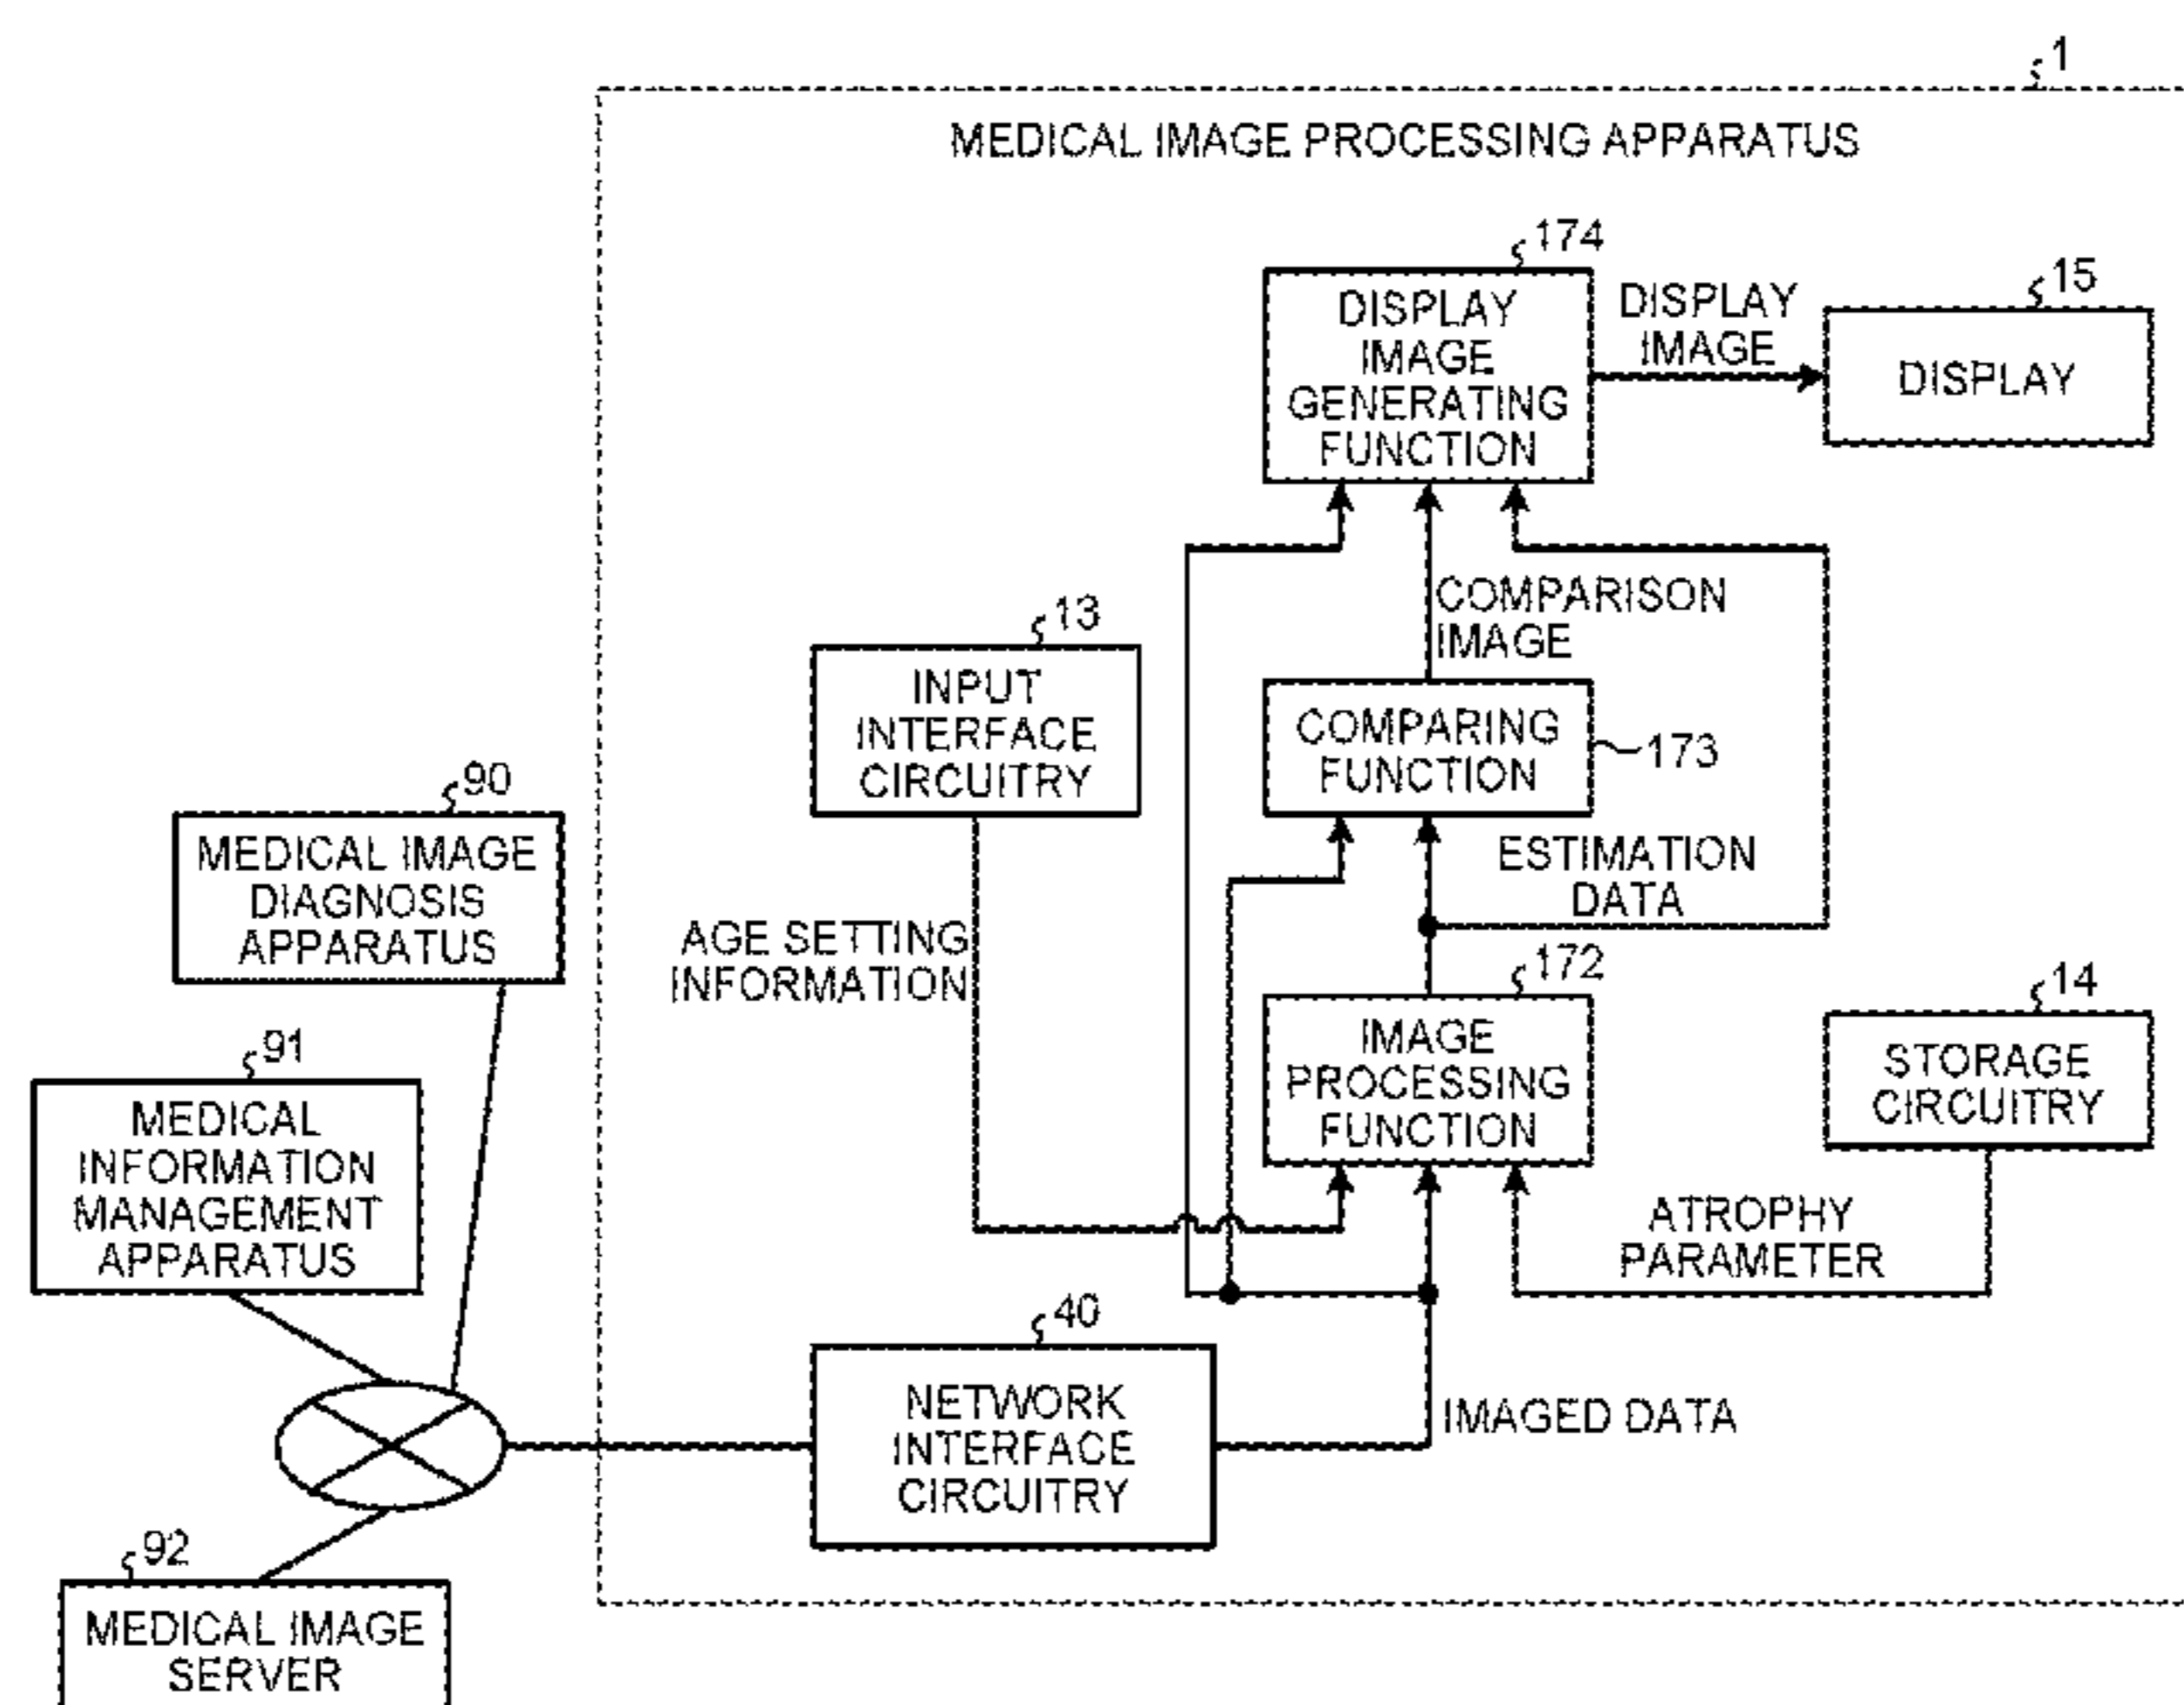 1
MEDICAL IMAGE PROCESSING APPARATUS
174
DISPLAY
IMAGE
GENERATING
FUNCTION
DISPLAY
IMAGE
15
DISPLAY
COMPARISON
IMAGE
13
INPUT
INTERFACE
CIRCUITRY
COMPARING
FUNCTION
173
90
MEDICAL IMAGE
DIAGNOSIS
APPARATUS
ESTIMATION
DATA
AGE SETTING
INFORMATION
172
IMAGE
PROCESSING
FUNCTION
14
STORAGE
CIRCUITRY
91
MEDICAL
INFORMATION
MANAGEMENT
APPARATUS
ATROPHY
PARAMETER
40
NETWORK
INTERFACE
CIRCUITRY
IMAGED DATA
92
MEDICAL IMAGE
SERVER